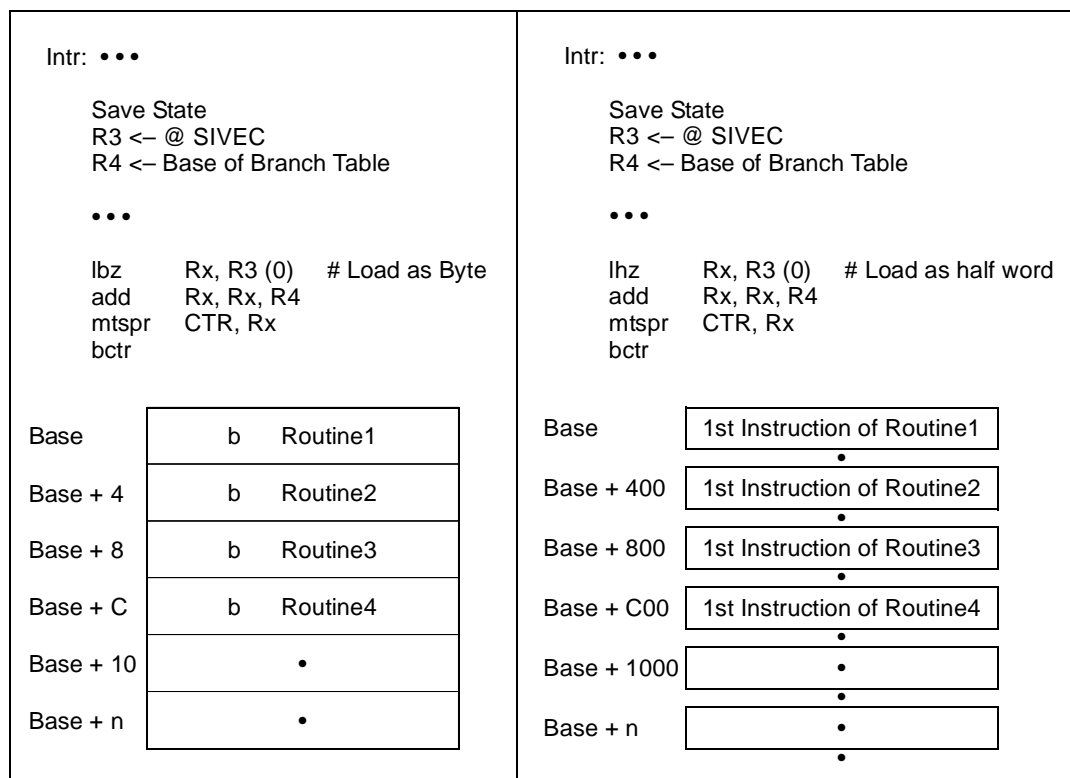 Intr: •••
Save State
R3 <– @ SIVEC
R4 <– Base of Branch Table
•••
lbz Rx, R3 (0) # Load as Byte
add Rx, Rx, R4
mtspr CTR, Rx
bctr
Base b Routine1
Base + 4 b Routine2
Base + 8 b Routine3
Base + C b Routine4
Base + 10 •
Base + n •
Intr: •••
Save State
R3 <– @ SIVEC
R4 <– Base of Branch Table
•••
lhz Rx, R3 (0) # Load as half word
add Rx, Rx, R4
mtspr CTR, Rx
bctr
Base 1st Instruction of Routine1
•
Base + 400 1st Instruction of Routine2
•
Base + 800 1st Instruction of Routine3
•
Base + C00 1st Instruction of Routine4
•
Base + 1000 •
•
Base + n •
•